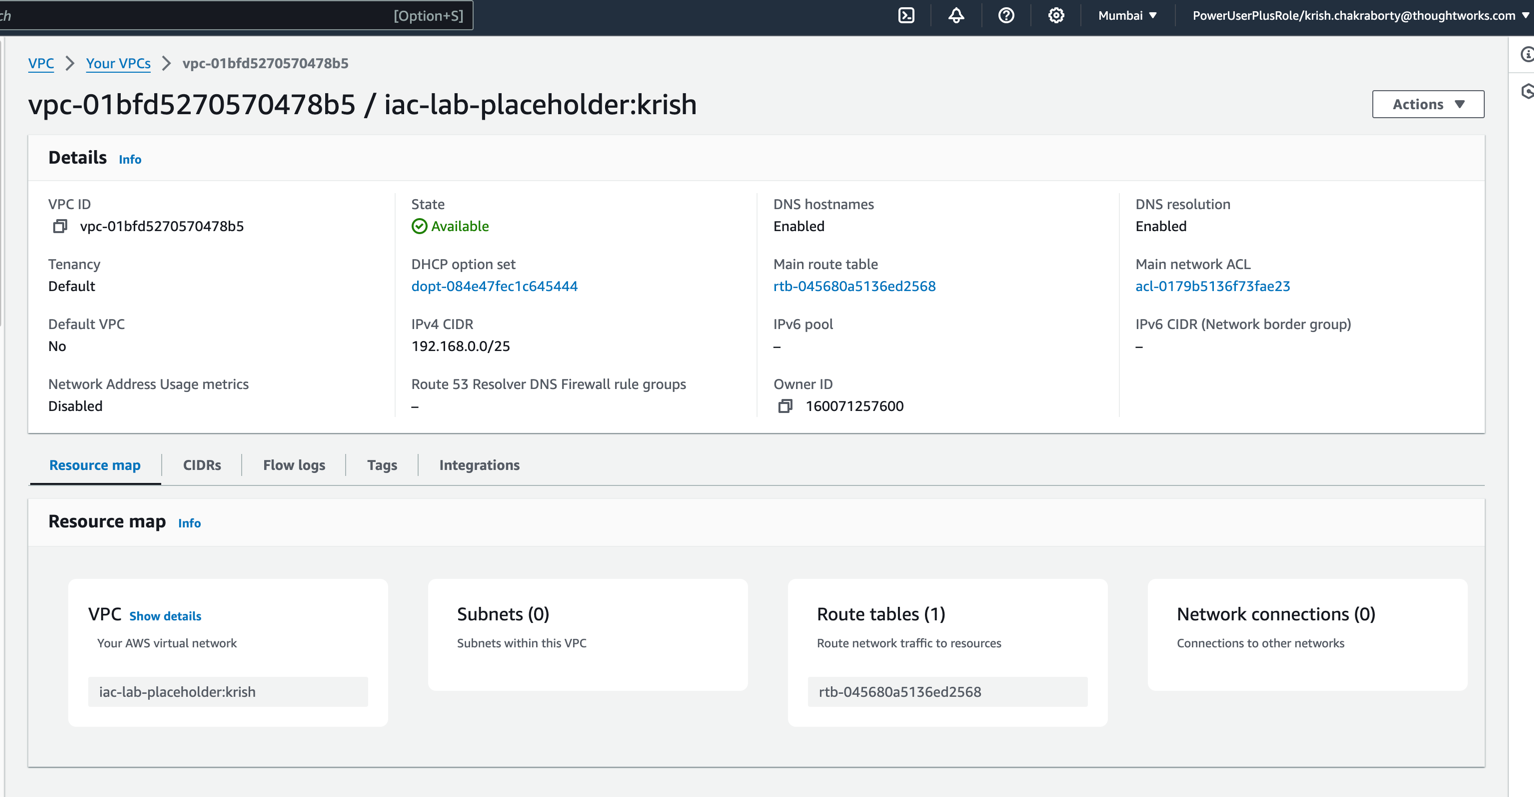 ch [Option+S] Mumbai ▼ PowerUserPlusRole/krish.chakraborty@thoughtworks.com ▼
VPC > Your VPCs > vpc-01bfd5270570478b5
vpc-01bfd5270570478b5 / iac-lab-placeholder:krish
Actions ▼
Details Info
VPC ID
vpc-01bfd5270570478b5
State
Available
DNS hostnames
Enabled
DNS resolution
Enabled
Tenancy
Default
DHCP option set
dopt-084e47fec1c645444
Main route table
rtb-045680a5136ed2568
Main network ACL
acl-0179b5136f73fae23
Default VPC
No
IPv4 CIDR
192.168.0.0/25
IPv6 pool
–
IPv6 CIDR (Network border group)
–
Network Address Usage metrics
Disabled
Route 53 Resolver DNS Firewall rule groups
–
Owner ID
160071257600
Resource map CIDRs Flow logs Tags Integrations
Resource map Info
VPC Show details
Your AWS virtual network
iac-lab-placeholder:krish
Subnets (0)
Subnets within this VPC
Route tables (1)
Route network traffic to resources
rtb-045680a5136ed2568
Network connections (0)
Connections to other networks